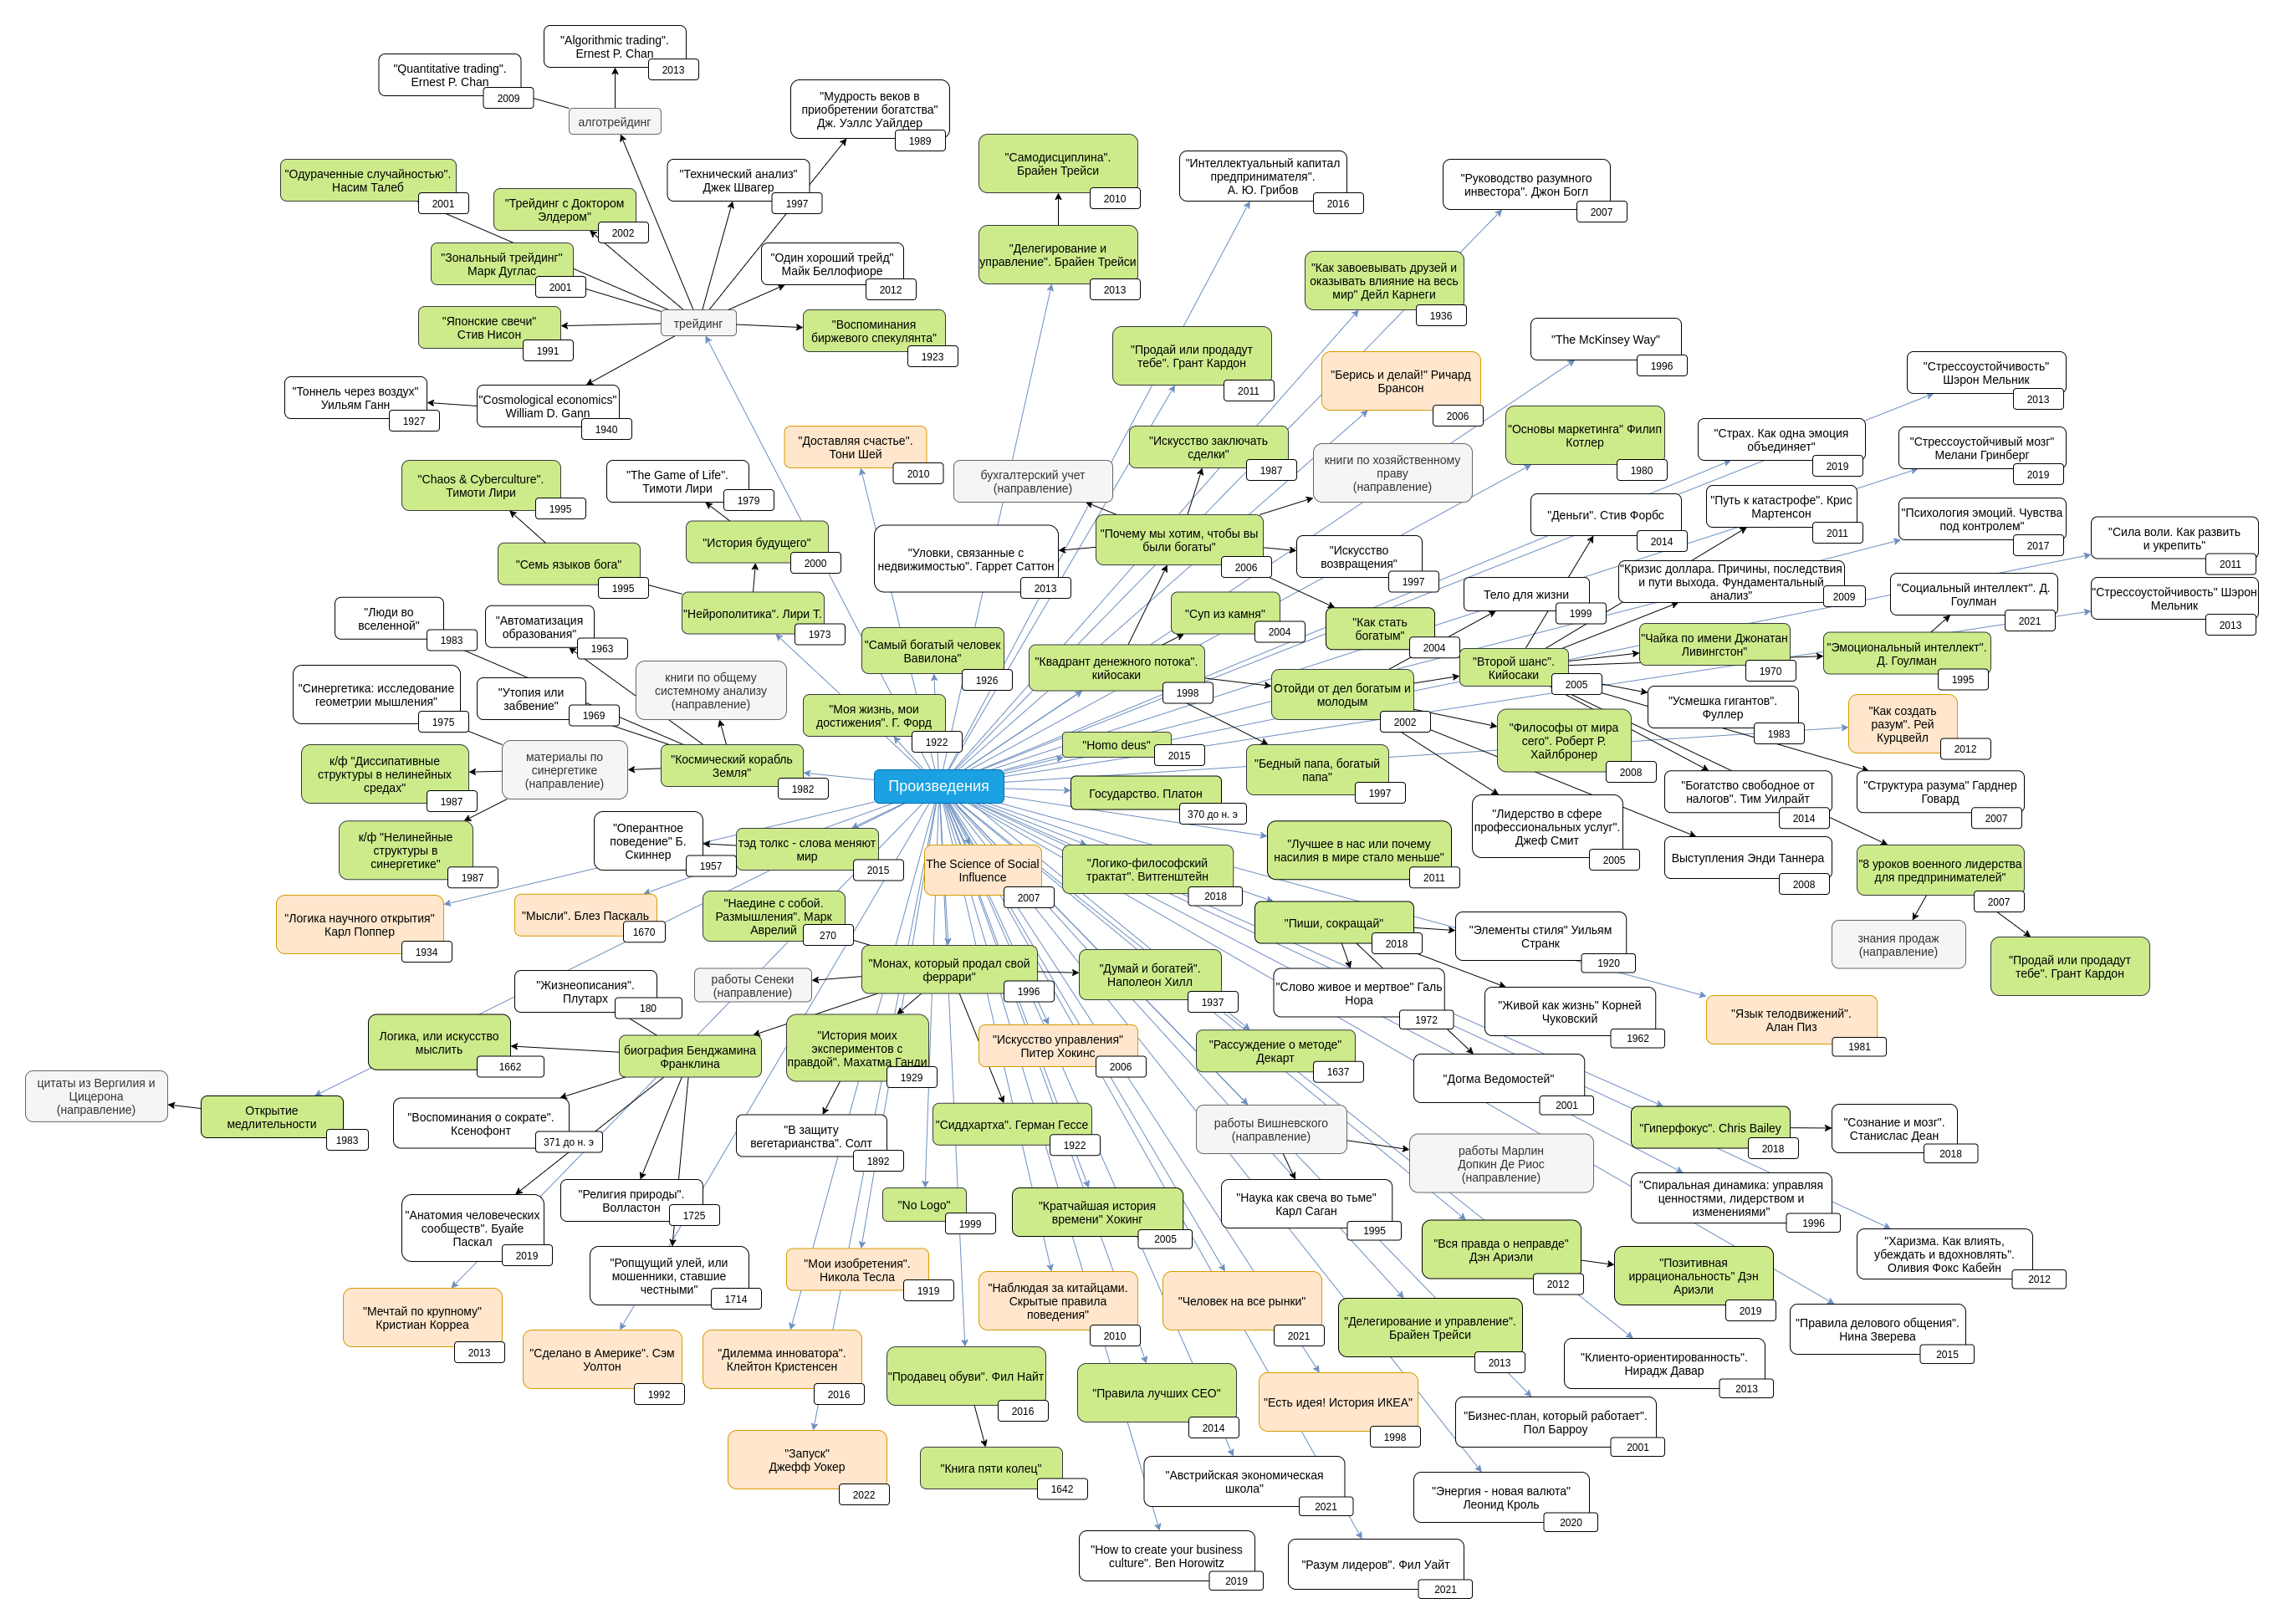 "Algorithmic trading".
Ernest P. Chan
2013
"Quantitative trading".
Ernest P. Chan
2009
алготрейдинг
"Мудрость веков в
приобретении богатства"
Дж. Уэллс Уайлдер
1989
"Одураченные случайностью".
Насим Талеб
2001
"Трейдинг с Доктором
Элдером"
2002
"Технический анализ"
Джек Швагер
1997
"Зональный трейдинг"
Марк Дуглас
2001
"Один хороший трейд"
Майк Беллофиоре
2012
"Японские свечи"
Стив Нисон
1991
трейдинг
"Воспоминания
биржевого спекулянта"
1923
"Тоннель через воздух"
Уильям Ганн
1927
"Cosmological economics"
William D. Gann
1940
"Самодисциплина".
Брайен Трейси
2010
"Делегирование и
управление". Брайен Трейси
2013
"Интеллектуальный капитал
предпринимателя".
А. Ю. Грибов
2016
"Руководство разумного
инвестора". Джон Богл
2007
"Как завоевывать друзей и
оказывать влияние на весь
мир" Дейл Карнеги
1936
"Продай или продадут
тебе". Грант Кардон
2011
"Берись и делай!" Ричард
Брансон
2006
"The McKinsey Way"
1996
"Основы маркетинга" Филип
Котлер
1980
"Стрессоустойчивость"
Шэрон Мельник
2013
"Доставляя счастье".
Тони Шей
2010
бухгалтерский учет
(направление)
"Искусство заключать
сделки"
1987
книги по хозяйственному
праву
(направление)
"Страх. Как одна эмоция
объединяет"
2019
"Стрессоустойчивый мозг"
Мелани Гринберг
2019
"Chaos & Cyberculture".
Тимоти Лири
1995
"The Game of Life".
Тимоти Лири
1979
"История будущего"
2000
"Семь языков бога"
1995
"Нейрополитика". Лири Т.
1973
"Уловки, связанные с
недвижимостью". Гаррет Саттон
2013
"Почему мы хотим, чтобы вы
были богаты"
2006
"Искусство
возвращения"
1997
"Деньги". Стив Форбс
2014
"Путь к катастрофе". Крис
Мартенсон
2011
"Психология эмоций. Чувства
под контролем"
2017
"Сила воли. Как развить
и укрепить"
2011
"Кризис доллара. Причины, последствия
и пути выхода. Фундаментальный
анализ"
2009
"Социальный интеллект". Д.
Гоулман
2021
"Стрессоустойчивость" Шэрон
Мельник
2013
Тело для жизни
1999
"Люди во
вселенной"
1983
"Автоматизация
образования"
1963
"Самый богатый человек
Вавилона"
1926
"Суп из камня"
2004
"Как стать
богатым"
2004
"Квадрант денежного потока".
кийосаки
1998
"Второй шанс".
Кийосаки
2005
"Чайка по имени Джонатан
Ливингстон"
1970
"Эмоциональный интеллект".
Д. Гоулман
1995
"Синергетика: исследование
геометрии мышления"
1975
"Утопия или
забвение"
1969
книги по общему
системному анализу
(направление)
"Моя жизнь, мои
достижения". Г. Форд
1922
Отойди от дел богатым и
молодым
2002
"Усмешка гигантов".
Фуллер
1983
"Как создать
разум". Рей
Курцвейл
2012
"Философы от мира
сего". Роберт Р.
Хайлбронер
2008
"Homo deus"
2015
к/ф "Диссипативные
структуры в нелинейных
средах"
1987
материалы по
синергетике
(направление)
"Космический корабль
Земля"
1982
Произведения
Государство. Платон
370 до н. э
"Бедный папа, богатый
папа"
1997
"Богатство свободное от
налогов". Тим Уилрайт
2014
"Структура разума" Гарднер
Говард
2007
"Лидерство в сфере
профессиональных услуг".
Джеф Смит
2005
Выступления Энди Таннера
2008
"8 уроков военного лидерства
для предпринимателей"
2007
знания продаж
(направление)
"Продай или продадут
тебе". Грант Кардон
к/ф "Нелинейные
структуры в
синергетике"
1987
"Оперантное
поведение" Б.
Скиннер
1957
тэд толкс - слова меняют
мир
2015
The Science of Social
Influence
2007
"Логико-философский
трактат". Витгенштейн
2018
"Лучшее в нас или почему
насилия в мире стало меньше"
2011
"Логика научного открытия"
Карл Поппер
1934
"Мысли". Блез Паскаль
1670
"Наедине с собой.
Размышления". Марк
Аврелий
270
"Пиши, сокращай"
2018
"Элементы стиля" Уильям
Странк
1920
работы Сенеки
(направление)
"Монах, который продал свой
феррари"
1996
"Думай и богатей".
Наполеон Хилл
1937
"Слово живое и мертвое" Галь
Нора
1972
"Живой как жизнь" Корней
Чуковский
1962
"Язык телодвижений".
Алан Пиз
1981
"Жизнеописания".
Плутарх
180
Логика, или искусство
мыслить
1662
биография Бенджамина
Франклина
"История моих
экспериментов с
правдой". Махатма Ганди
1929
"Искусство управления"
Питер Хокинс
2006
"Рассуждение о методе"
Декарт
1637
"Догма Ведомостей"
2001
цитаты из Вергилия и
Цицерона
(направление)
Открытие
медлительности
1983
"Воспоминания о сократе".
Ксенофонт
371 до н. э
"В защиту
вегетарианства". Солт
1892
"Сиддхартха". Герман Гессе
1922
работы Вишневского
(направление)
работы Марлин
Допкин Де Риос
(направление)
"Гиперфокус". Chris Bailey
2018
"Сознание и мозг".
Станислас Деан
2018
"Анатомия человеческих
сообществ". Буайе
Паскал
2019
"Религия природы".
Волластон
1725
"No Logo"
1999
"Кратчайшая история
времени" Хокинг
2005
"Наука как свеча во тьме"
Карл Саган
1995
"Спиральная динамика: управляя
ценностями, лидерством и
изменениями"
1996
"Вся правда о неправде"
Дэн Ариэли
2012
"Позитивная
иррациональность" Дэн
Ариэли
2019
"Харизма. Как влиять,
убеждать и вдохновлять".
Оливия Фокс Кабейн
2012
"Ропщущий улей, или
мошенники, ставшие
честными"
1714
"Мои изобретения".
Никола Тесла
1919
"Наблюдая за китайцами.
Скрытые правила
поведения"
2010
"Человек на все рынки"
2021
"Делегирование и управление".
Брайен Трейси
2013
"Правила делового общения".
Нина Зверева
2015
"Мечтай по крупному"
Кристиан Корреа
2013
"Сделано в Америке". Сэм
Уолтон
1992
"Дилемма инноватора".
Клейтон Кристенсен
2016
"Продавец обуви". Фил Найт
2016
"Правила лучших CEO"
2014
"Есть идея! История ИКЕА"
1998
"Клиенто-ориентированность".
Нирадж Давар
2013
"Бизнес-план, который работает".
Пол Барроу
2001
"Запуск"
Джефф Уокер
2022
"Книга пяти колец"
1642
"Австрийская экономическая
школа"
2021
"Энергия - новая валюта"
Леонид Кроль
2020
"How to create your business
culture". Ben Horowitz
2019
"Разум лидеров". Фил Уайт
2021